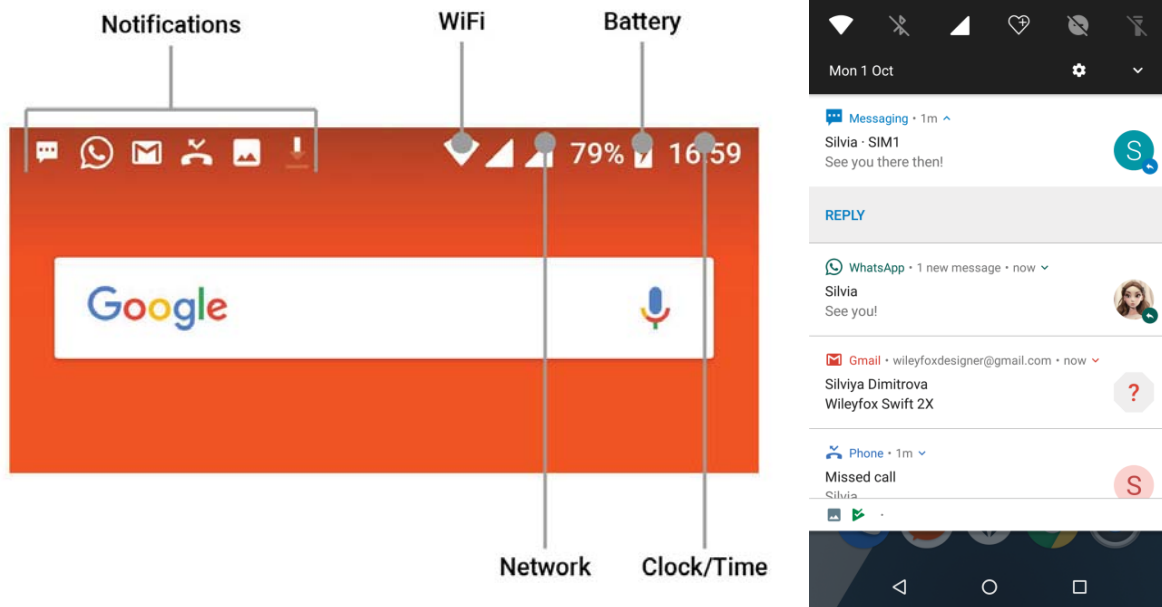 Notifications
WiFi
Battery
79%
16:59
Google
Network
Clock/Time
Mon 1 Oct
Messaging • 1m
Silvia · SIM1
See you there then!
S
REPLY
WhatsApp • 1 new message • now
Silvia
See you!
Gmail • wileyfoxdesigner@gmail.com • now
Silviya Dimitrova
Wileyfox Swift 2X
?
Phone • 1m
Missed call
Silvia
S